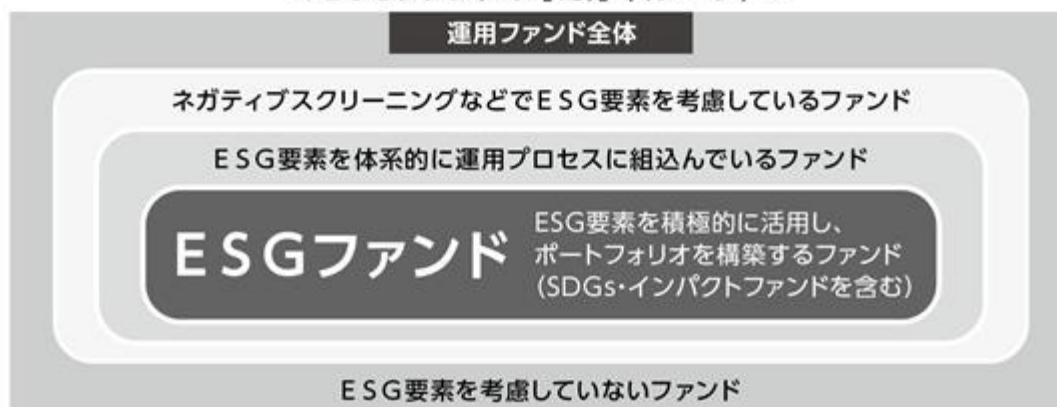 運用ファンド全体
ネガティブスクリーニングなどでESG要素を考慮しているファンド
ESG要素を体系的に運用プロセスに組込んでいるファンド
ESGファンド
ESG要素を積極的に活用し、
ポートフォリオを構築するファンド
(SDGs・インパクトファンドを含む)
ESG要素を考慮していないファンド